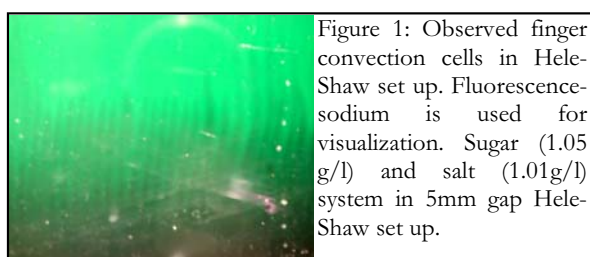 Figure 1: Observed finger
convection cells in Hele-
Shaw set up. Fluorescence-
sodium is used for
visualization. Sugar (1.05
g/l) and salt (1.01g/l)
system in 5mm gap Hele-
Shaw set up.